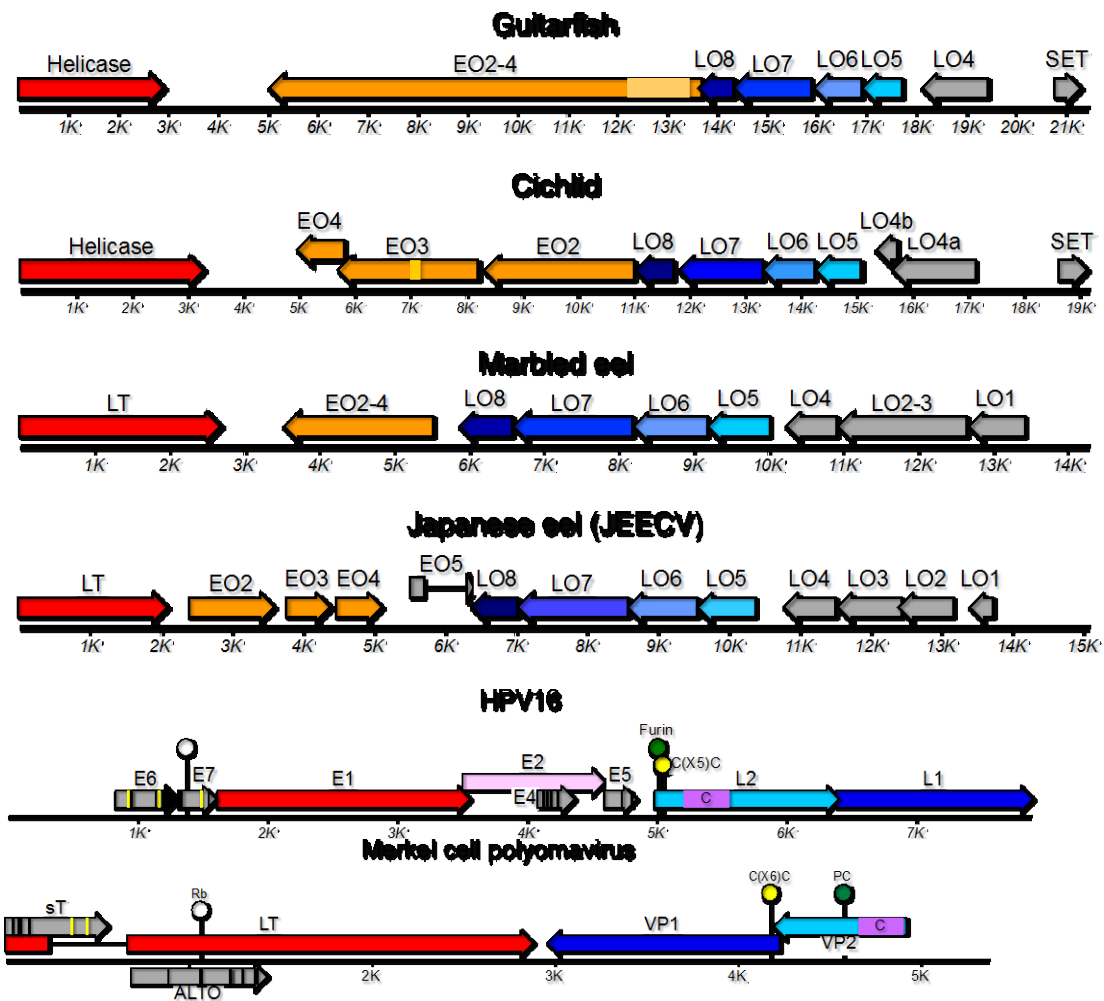 Guitarfish
Helicase EO2-4 LO8 LO7 LO6 LO5 LO4 SET
1K 2K 3K 4K 5K 6K 7K 8K 9K 10K 11K 12K 13K 14K 15K 16K 17K 18K 19K 20K 21K
Cichlid
Helicase EO4 EO3 EO2 LO8 LO7 LO6 LO5 LO4b LO4a SET
1K 2K 3K 4K 5K 6K 7K 8K 9K 10K 11K 12K 13K 14K 15K 16K 17K 18K 19K
Marbled eel
LT EO2-4 LO8 LO7 LO6 LO5 LO4 LO2-3 LO1
1K 2K 3K 4K 5K 6K 7K 8K 9K 10K 11K 12K 13K 14K
Japanese eel (JEECV)
LT EO2 EO3 EO4 EO5 LO8 LO7 LO6 LO5 LO4 LO3 LO2 LO1
1K 2K 3K 4K 5K 6K 7K 8K 9K 10K 11K 12K 13K 14K 15K
HPV16
Furin
C(X5)C
E6 E7 E1 E2 E4 E5 L2 L1
C
1K 2K 3K 4K 5K 6K 7K
Merkel cell polyomavirus
Rb C(X6)C PC
sT LT VP1 VP2
C
ALTO
2K 3K 4K 5K